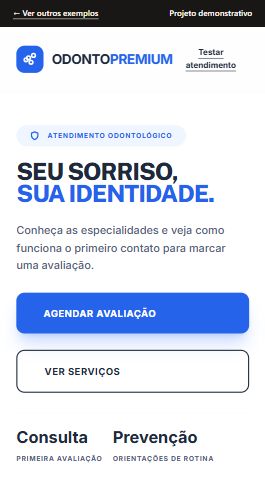 ← Ver outros exemplos
Projeto demonstrativo
ODONTOPREMIUM
Testar
atendimento
ATENDIMENTO ODONTOLÓGICO
SEU SORRISO,
SUA IDENTIDADE.
Conheça as especialidades e veja como
funciona o primeiro contato para marcar
uma avaliação.
AGENDAR AVALIAÇÃO
VER SERVIÇOS
Consulta
PRIMEIRA AVALIAÇÃO
Prevenção
ORIENTAÇÕES DE ROTINA